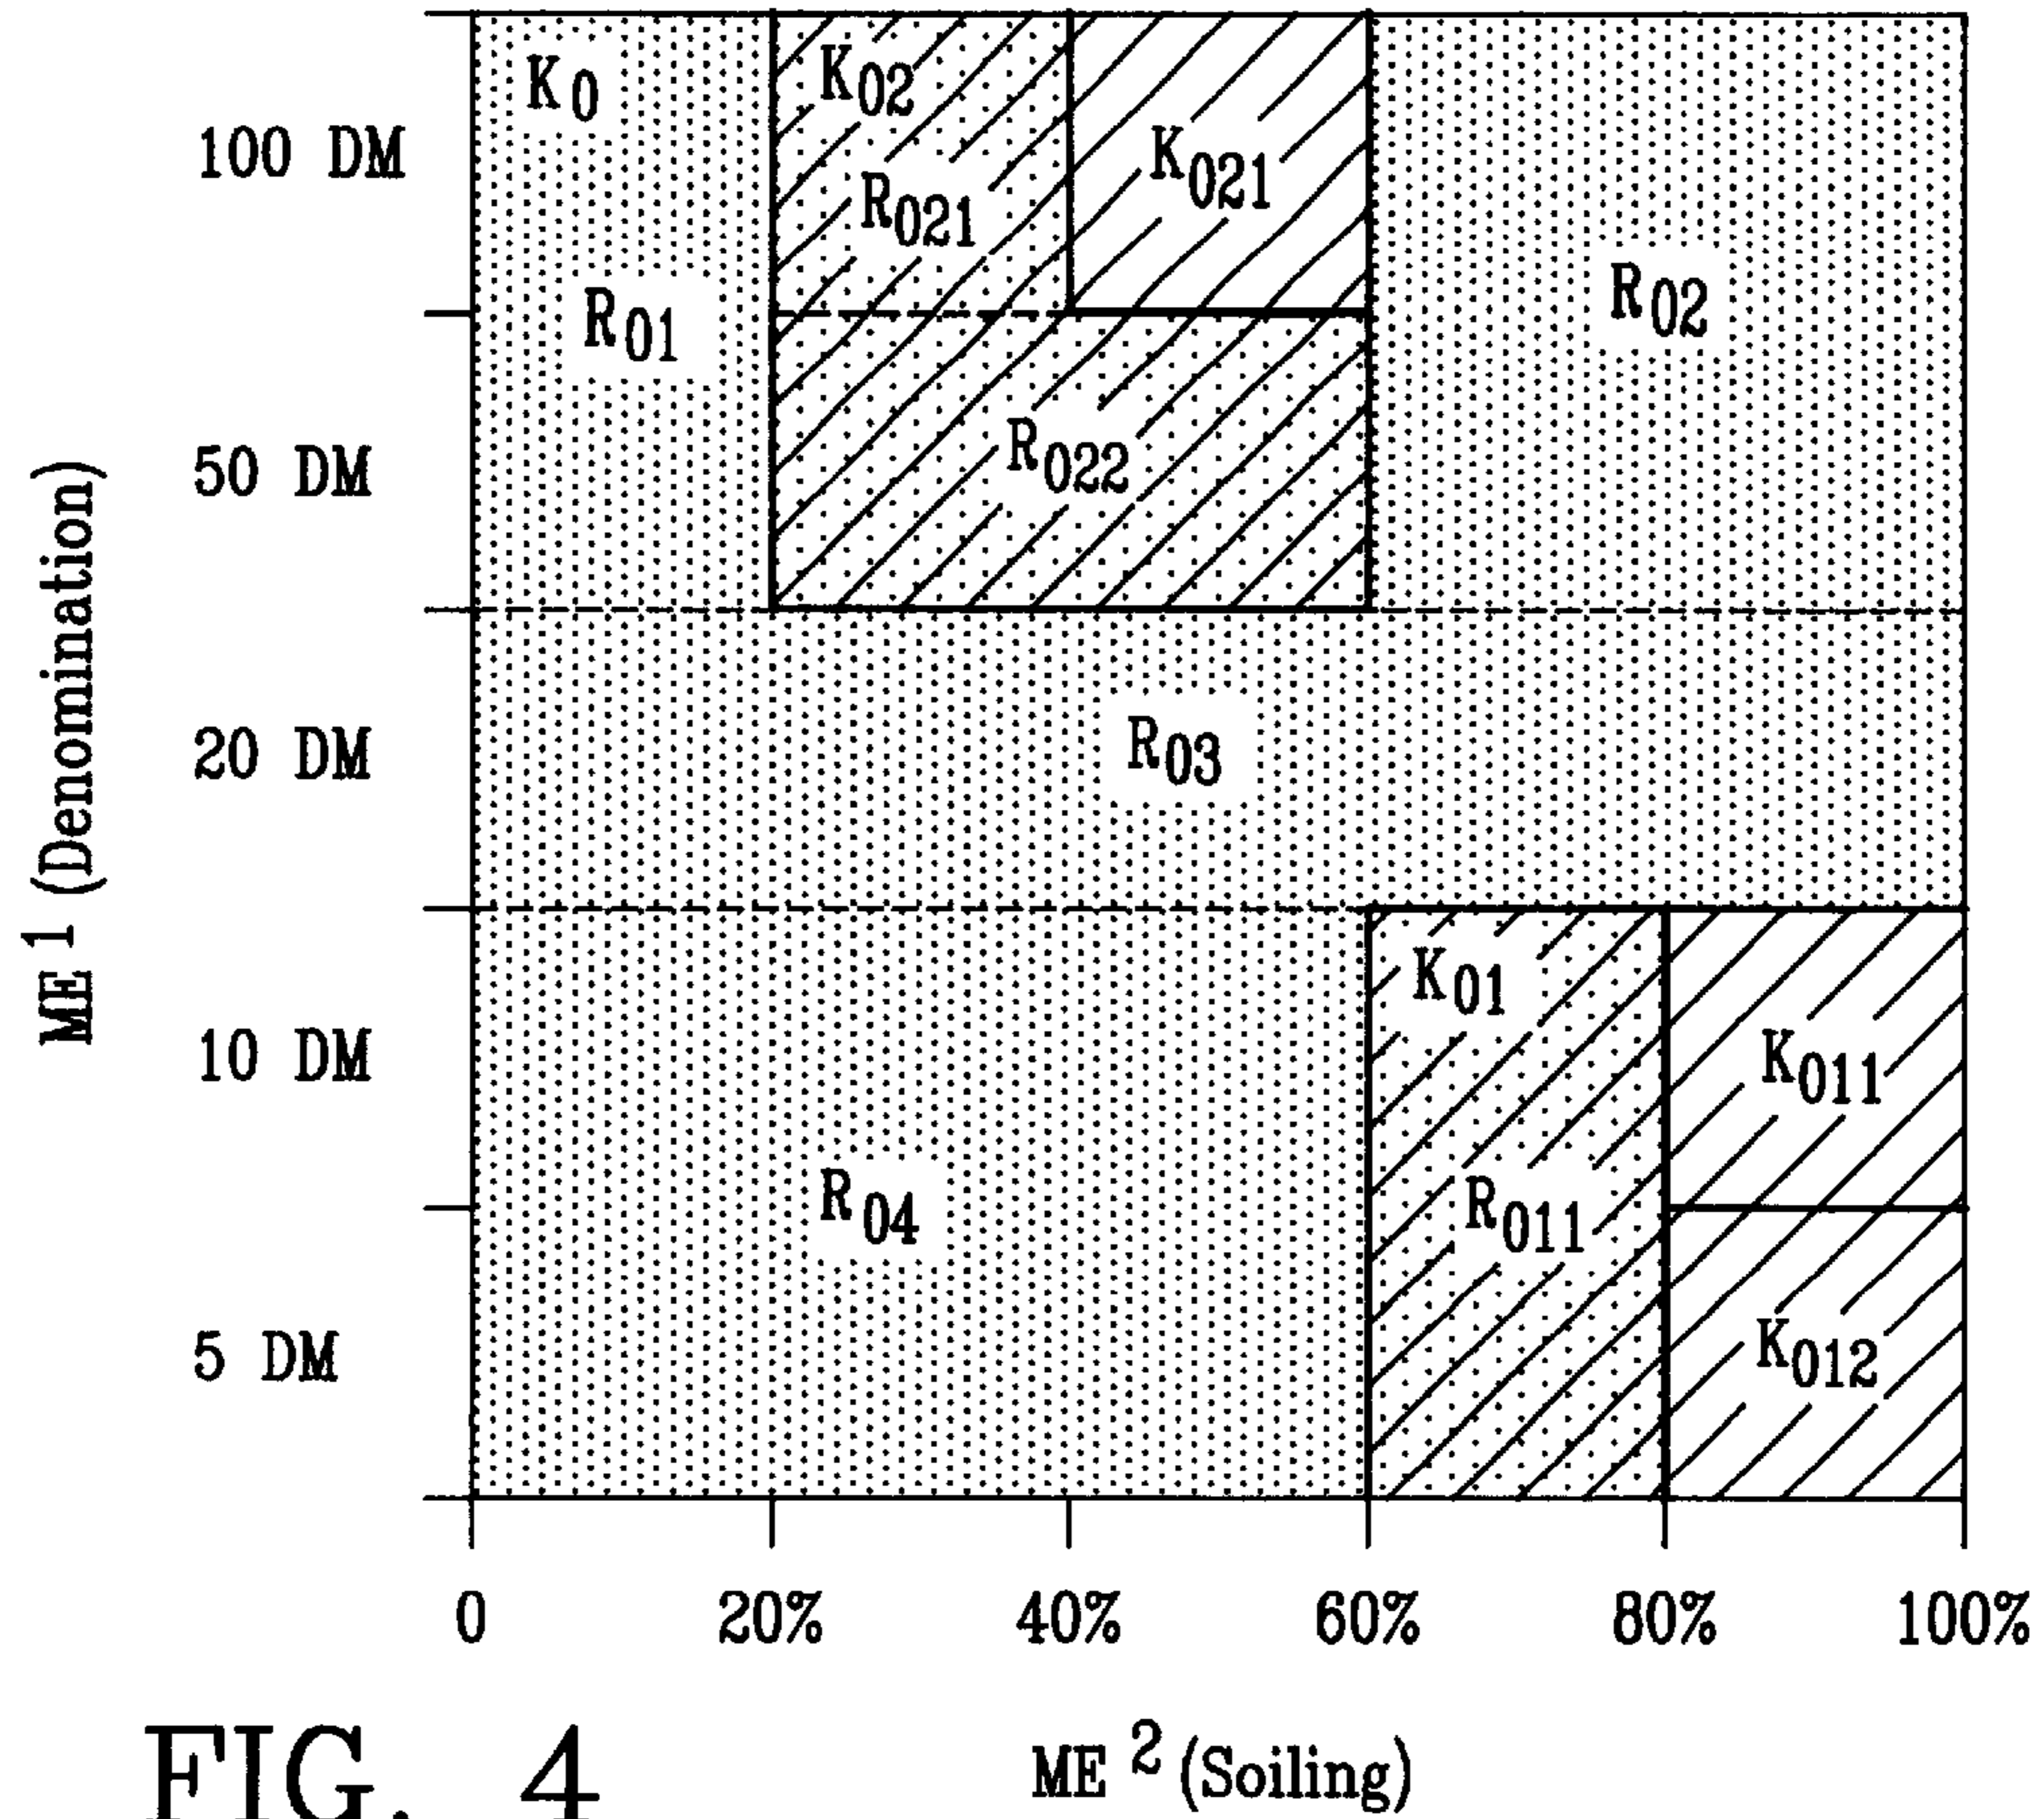 K0
K02
100 DM
K021
R021
R01
R02
50 DM
R022
ME 1 (Denomination)
20 DM
R03
K01
10 DM
K011
R04
R011
5 DM
K012
0 20% 40% 60% 80% 100%
FIG. 4
ME 2 (Soiling)